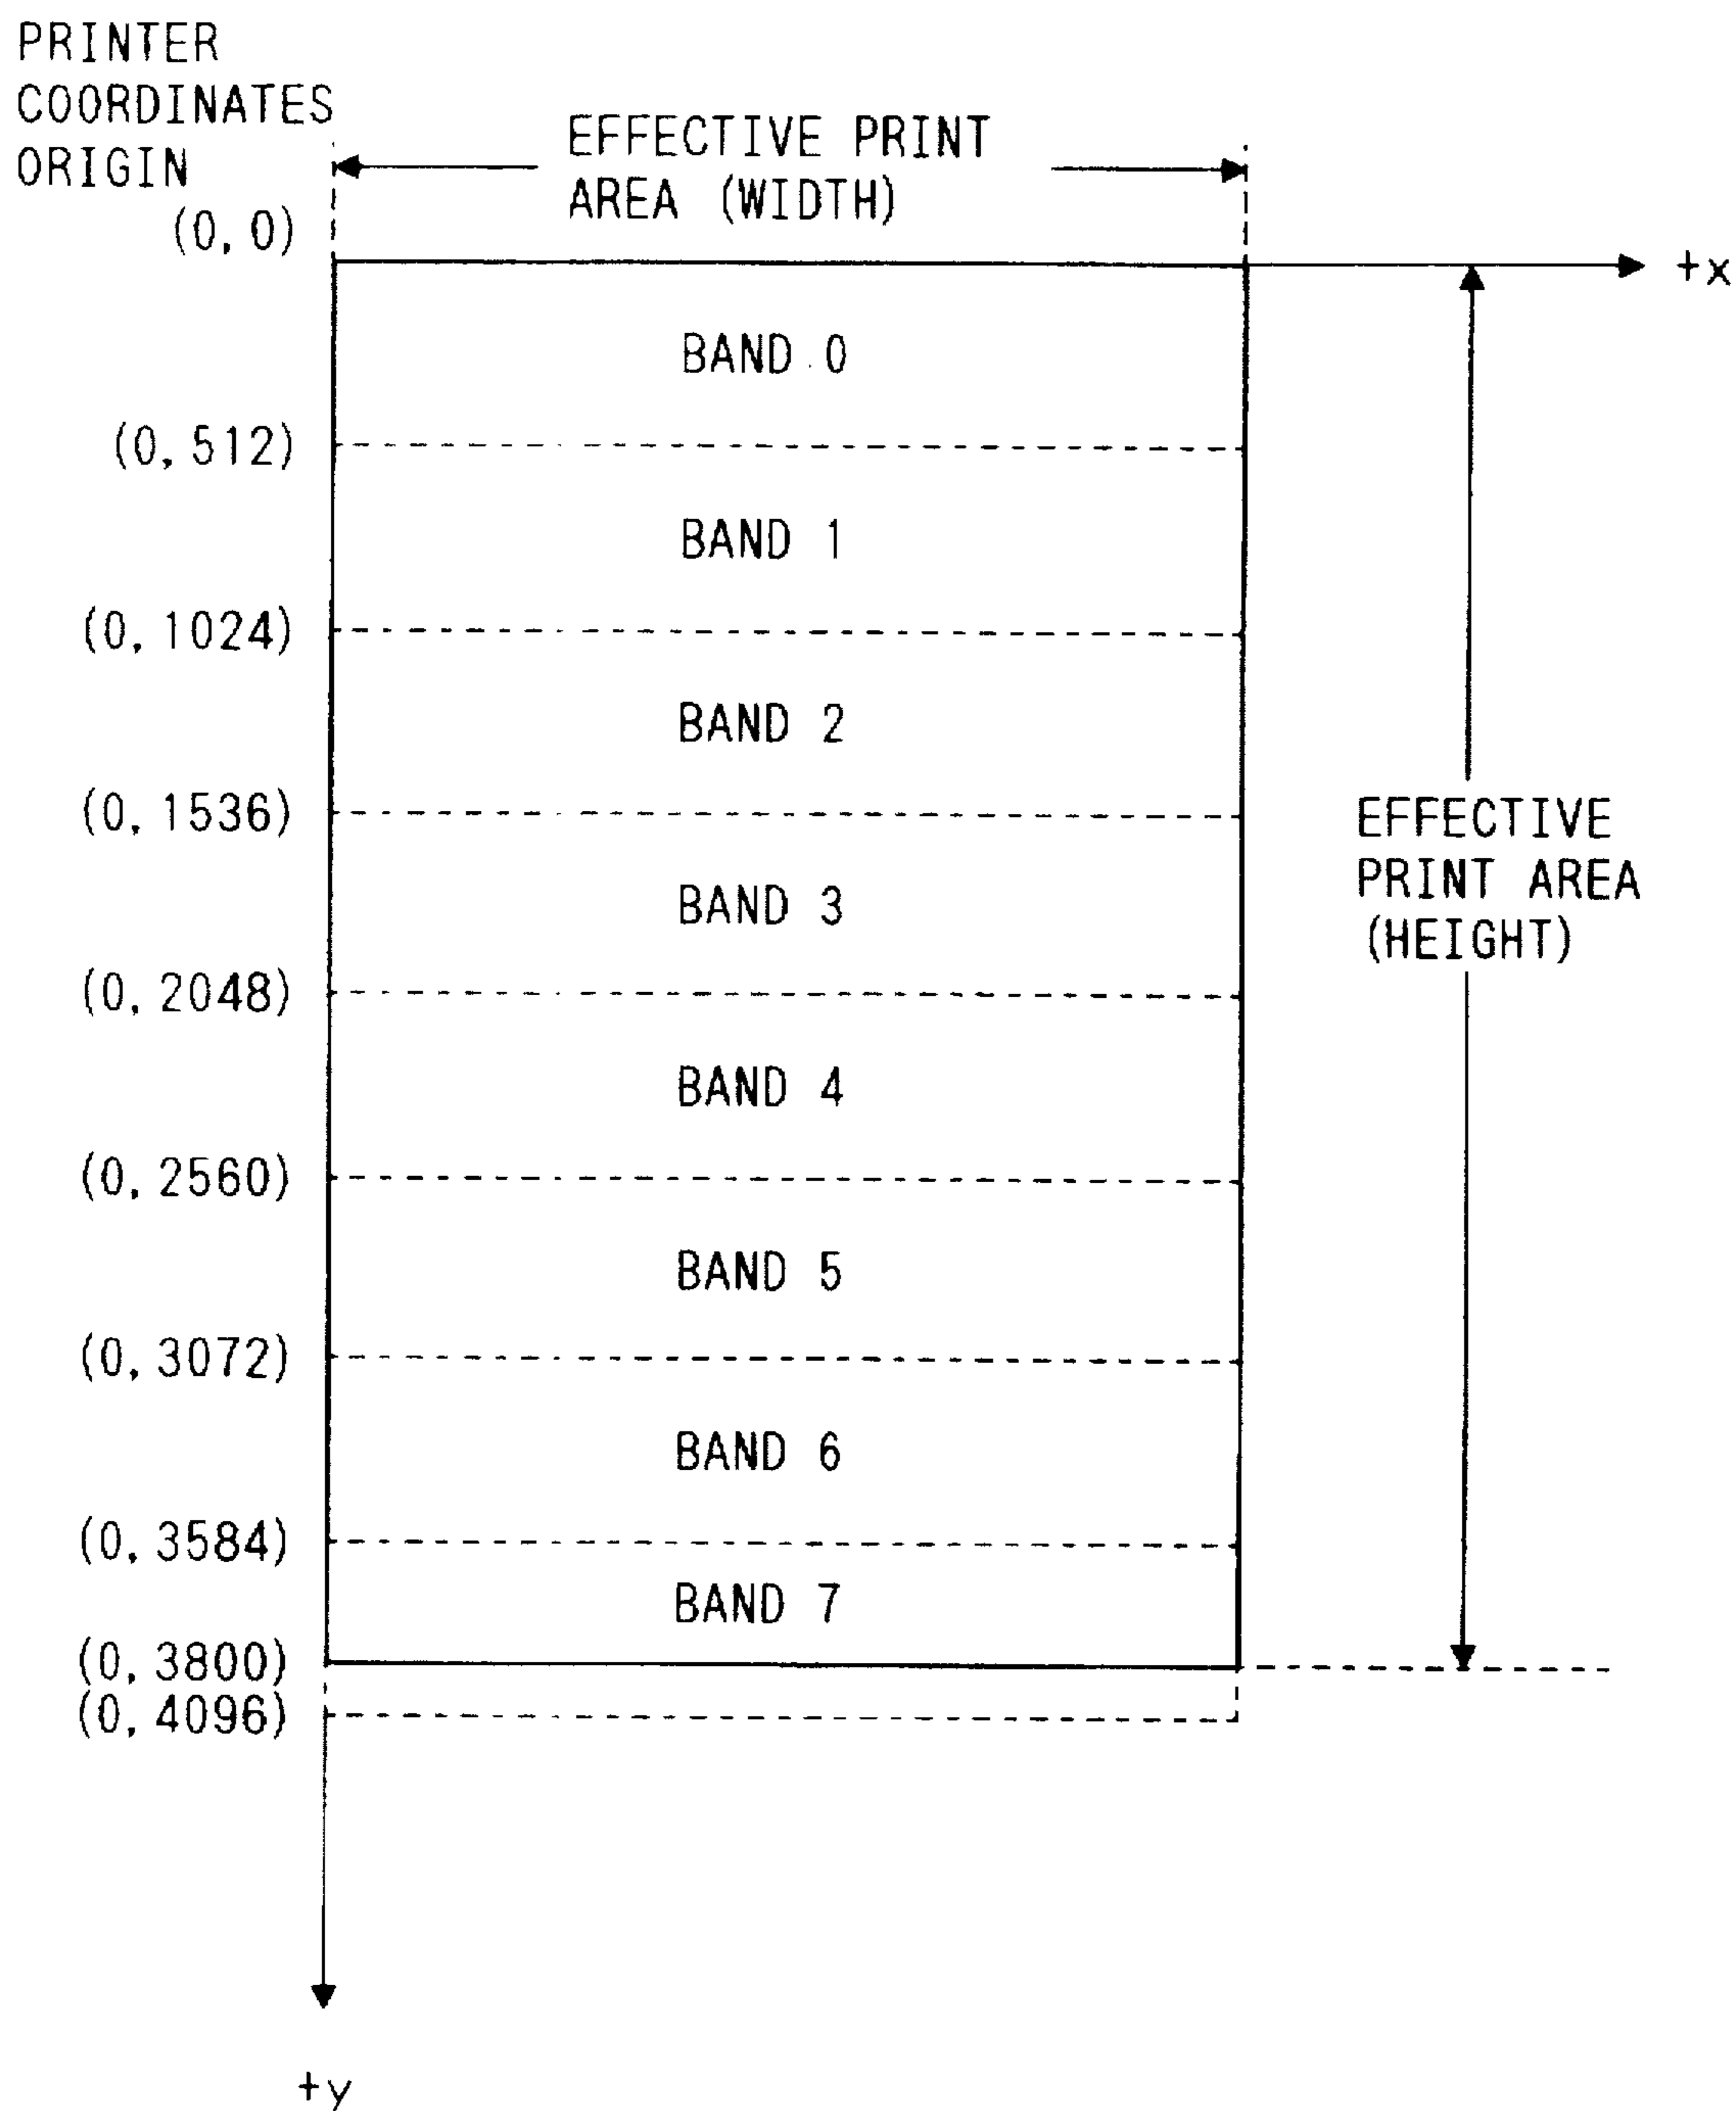 PRINTER
COORDINATES
ORIGIN
(0,0)
EFFECTIVE PRINT
AREA (WIDTH)
+x
BAND 0
(0,512)
BAND 1
(0,1024)
BAND 2
(0,1536)
EFFECTIVE
PRINT AREA
(HEIGHT)
BAND 3
(0,2048)
BAND 4
(0,2560)
BAND 5
(0,3072)
BAND 6
(0,3584)
BAND 7
(0,3800)
(0,4096)
+y